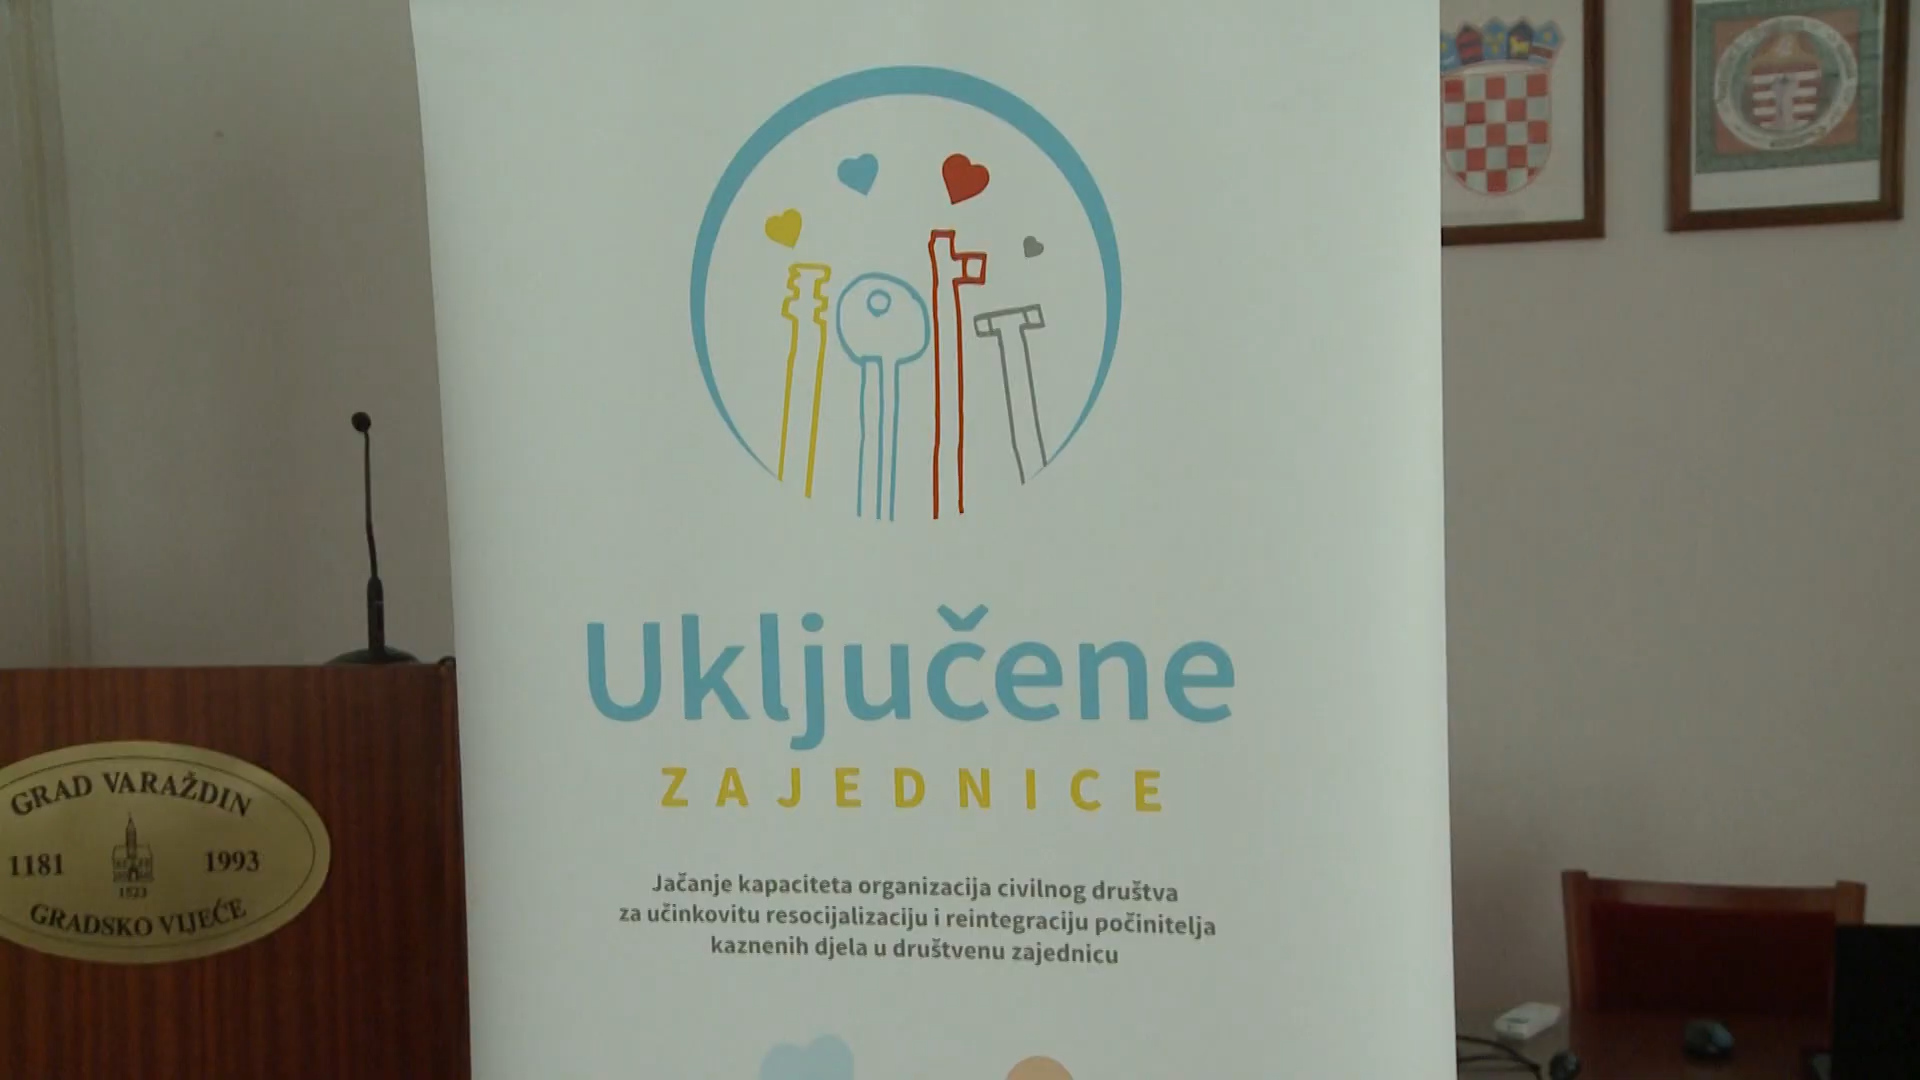 Uključene
ZAJEDNICE
Jačanje kapaciteta organizacija civilnog društva
za učinkovitu resocijalizaciju i reintegraciju počinitelja
kaznenih djela u društvenu zajednicu
GRAD VARAŽDIN
1181 1993
1523
GRADSKO VIJEĆE